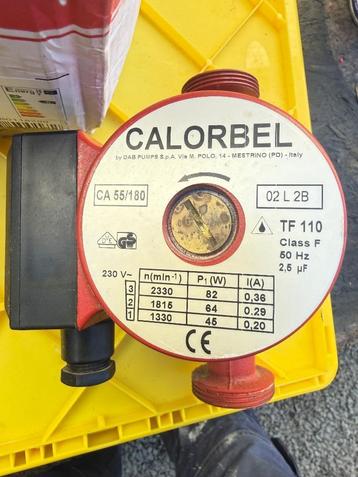 CALORBEL
by DAB PUMPS S.p.A. Via M. POLO, 14 - MESTRINO (PD) - Italy
CA 55/180
02 L 2B
TF 110
Class F
50 Hz
2,5 µF
230 V~
n(min-1) P1(W) I(A)
3 2330 82 0,36
2 1815 64 0.29
1 1330 45 0,20
CE